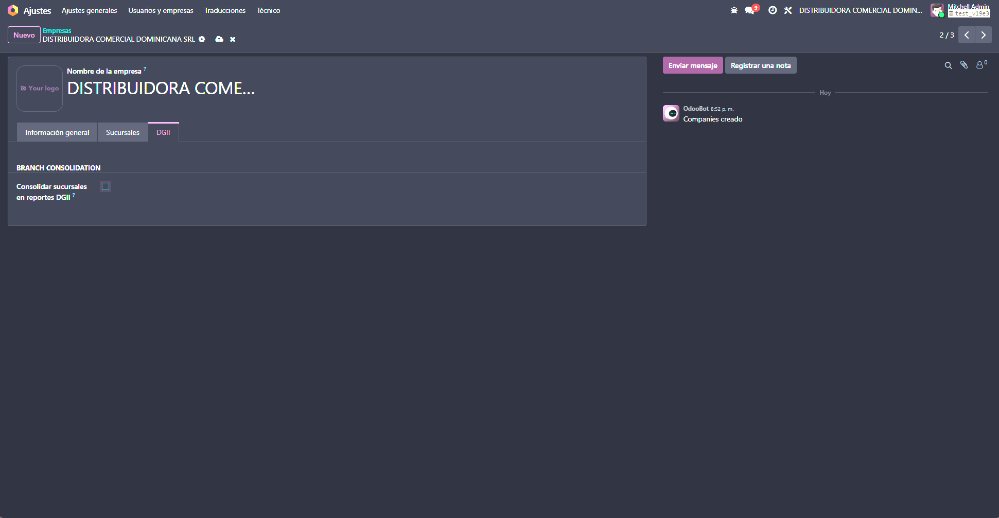 Ajustes
Ajustes generales
Usuarios y empresas
Traducciones
Técnico
9
DISTRIBUIDORA COMERCIAL DOMIN...
Mitchell Admin
test_v19e3
Nuevo
Empresas
DISTRIBUIDORA COMERCIAL DOMINICANA SRL
2 / 3
Your logo
Nombre de la empresa ?
DISTRIBUIDORA COME...
Información general
Sucursales
DGII
BRANCH CONSOLIDATION
Consolidar sucursales
en reportes DGII ?
Enviar mensaje
Registrar una nota
0
Hoy
OdooBot 8:52 p. m.
Companies creado